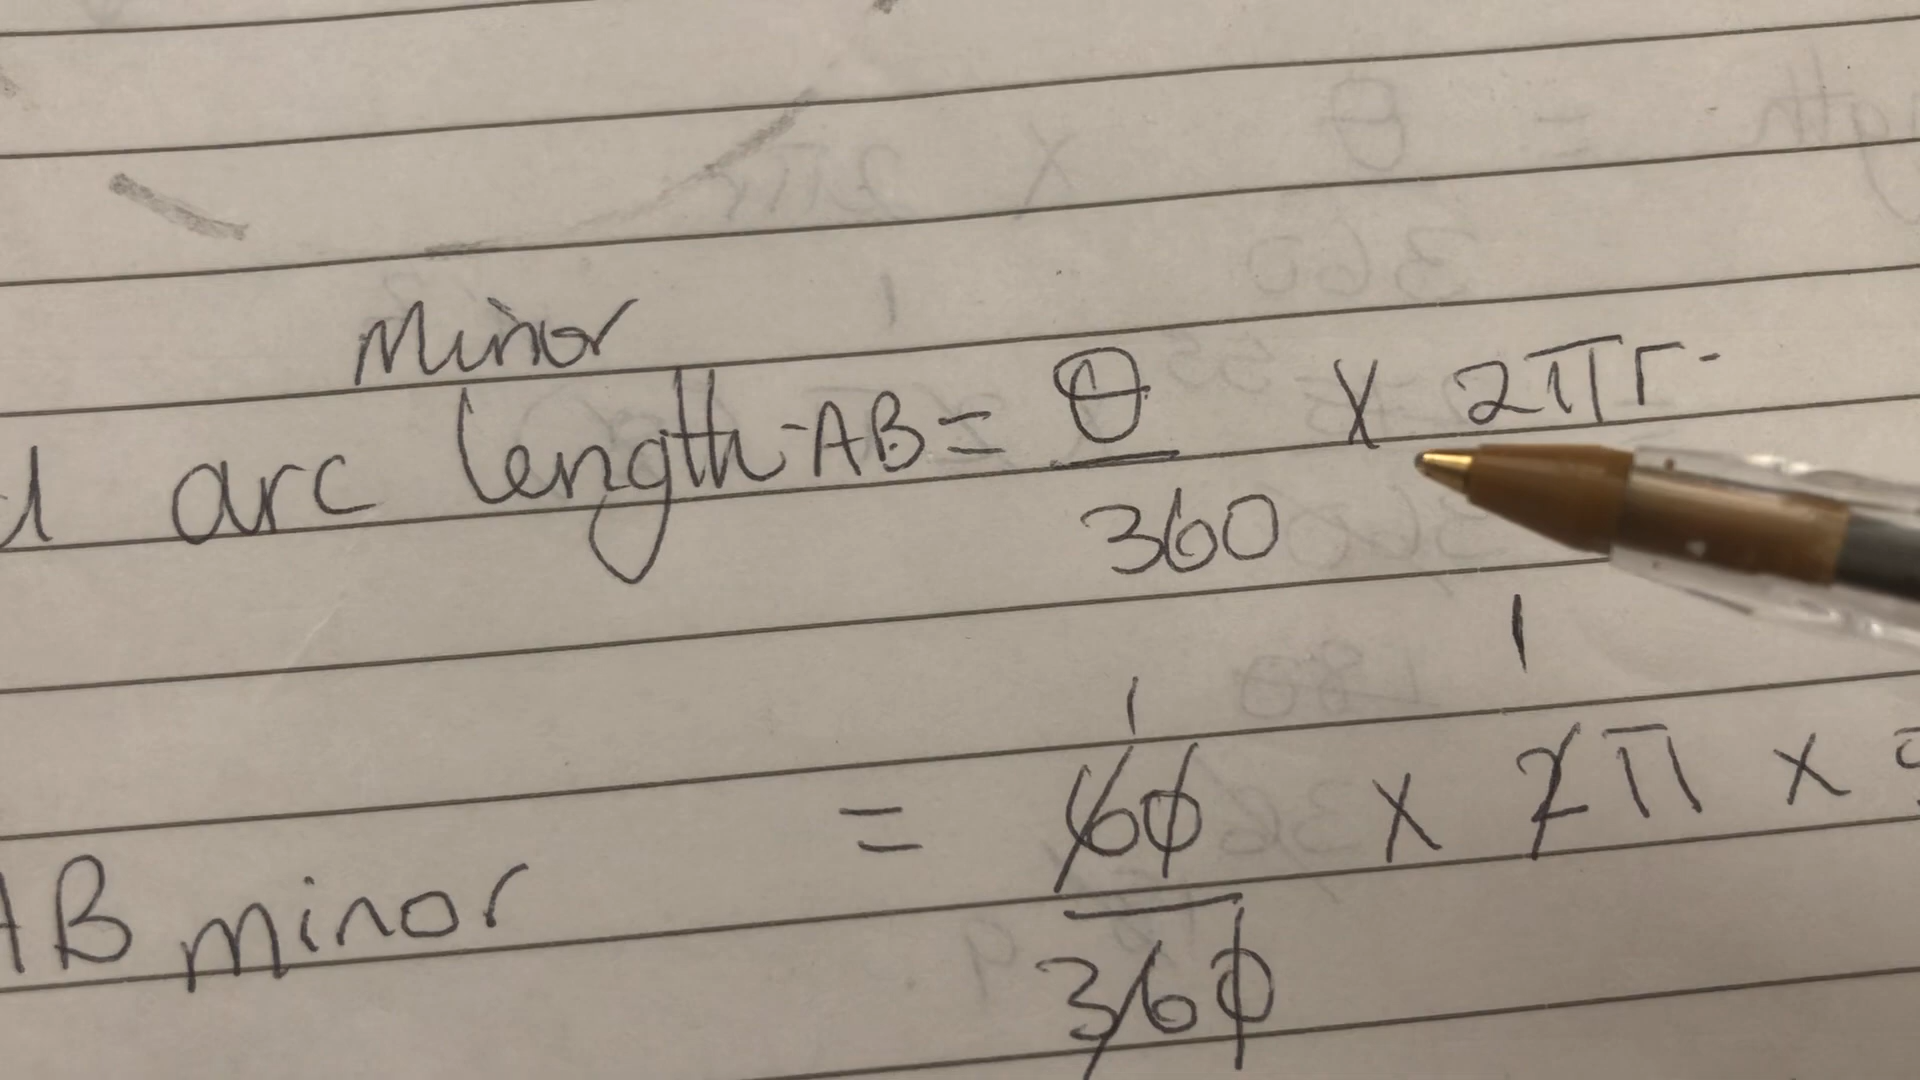 Minor
arc length AB = θ/360 × 2πr.
1 1
AB minor = 60/360 × 2π ×